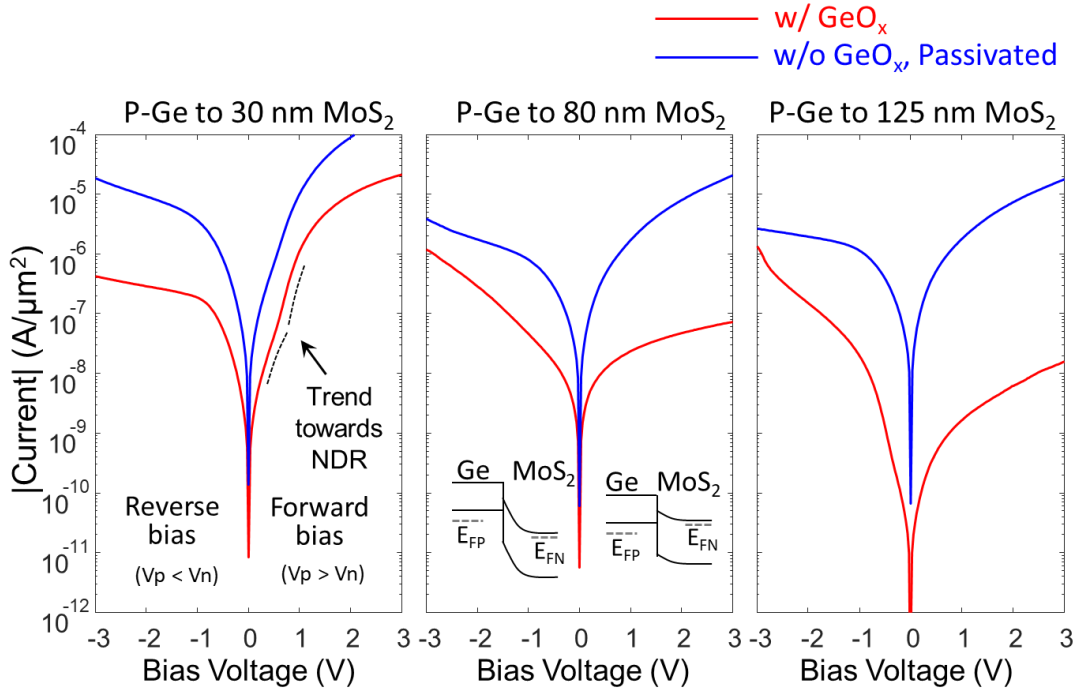 w/ GeOx
w/o GeOx, Passivated
P-Ge to 30 nm MoS2
P-Ge to 80 nm MoS2
P-Ge to 125 nm MoS2
|Current| (A/µm2)
10-4
10-5
10-6
10-7
10-8
10-9
10-10
10-11
10-12
Trend
towards
NDR
Reverse
bias
(Vp < Vn)
Forward
bias
(Vp > Vn)
-3 -2 -1 0 1 2 3
Bias Voltage (V)
Ge MoS2
EFP
EFN
Ge MoS2
EFP
EFN
-3 -2 -1 0 1 2 3
Bias Voltage (V)
-3 -2 -1 0 1 2 3
Bias Voltage (V)